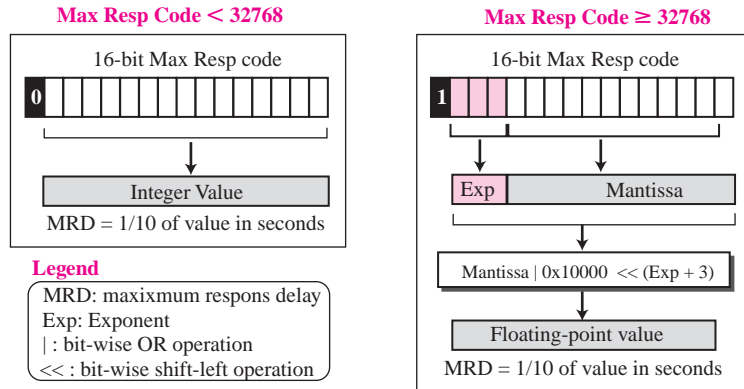 Max Resp Code < 32768
16-bit Max Resp code
0
Integer Value
MRD = 1/10 of value in seconds
Legend
MRD: maxixmum respons delay
Exp: Exponent
| : bit-wise OR operation
<< : bit-wise shift-left operation
Max Resp Code ≥ 32768
16-bit Max Resp code
1
Exp
Mantissa
Mantissa | 0x10000 << (Exp + 3)
Floating-point value
MRD = 1/10 of value in seconds